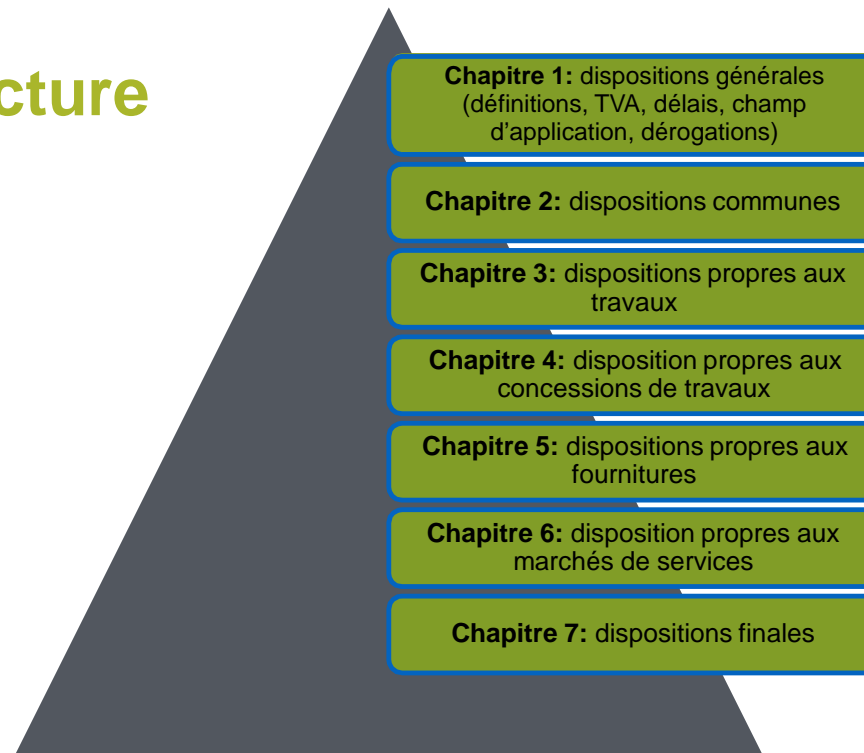 cture
Chapitre 1: dispositions générales
(définitions, TVA, délais, champ
d'application, dérogations)
Chapitre 2: dispositions communes
Chapitre 3: dispositions propres aux
travaux
Chapitre 4: disposition propres aux
concessions de travaux
Chapitre 5: dispositions propres aux
fournitures
Chapitre 6: disposition propres aux
marchés de services
Chapitre 7: dispositions finales